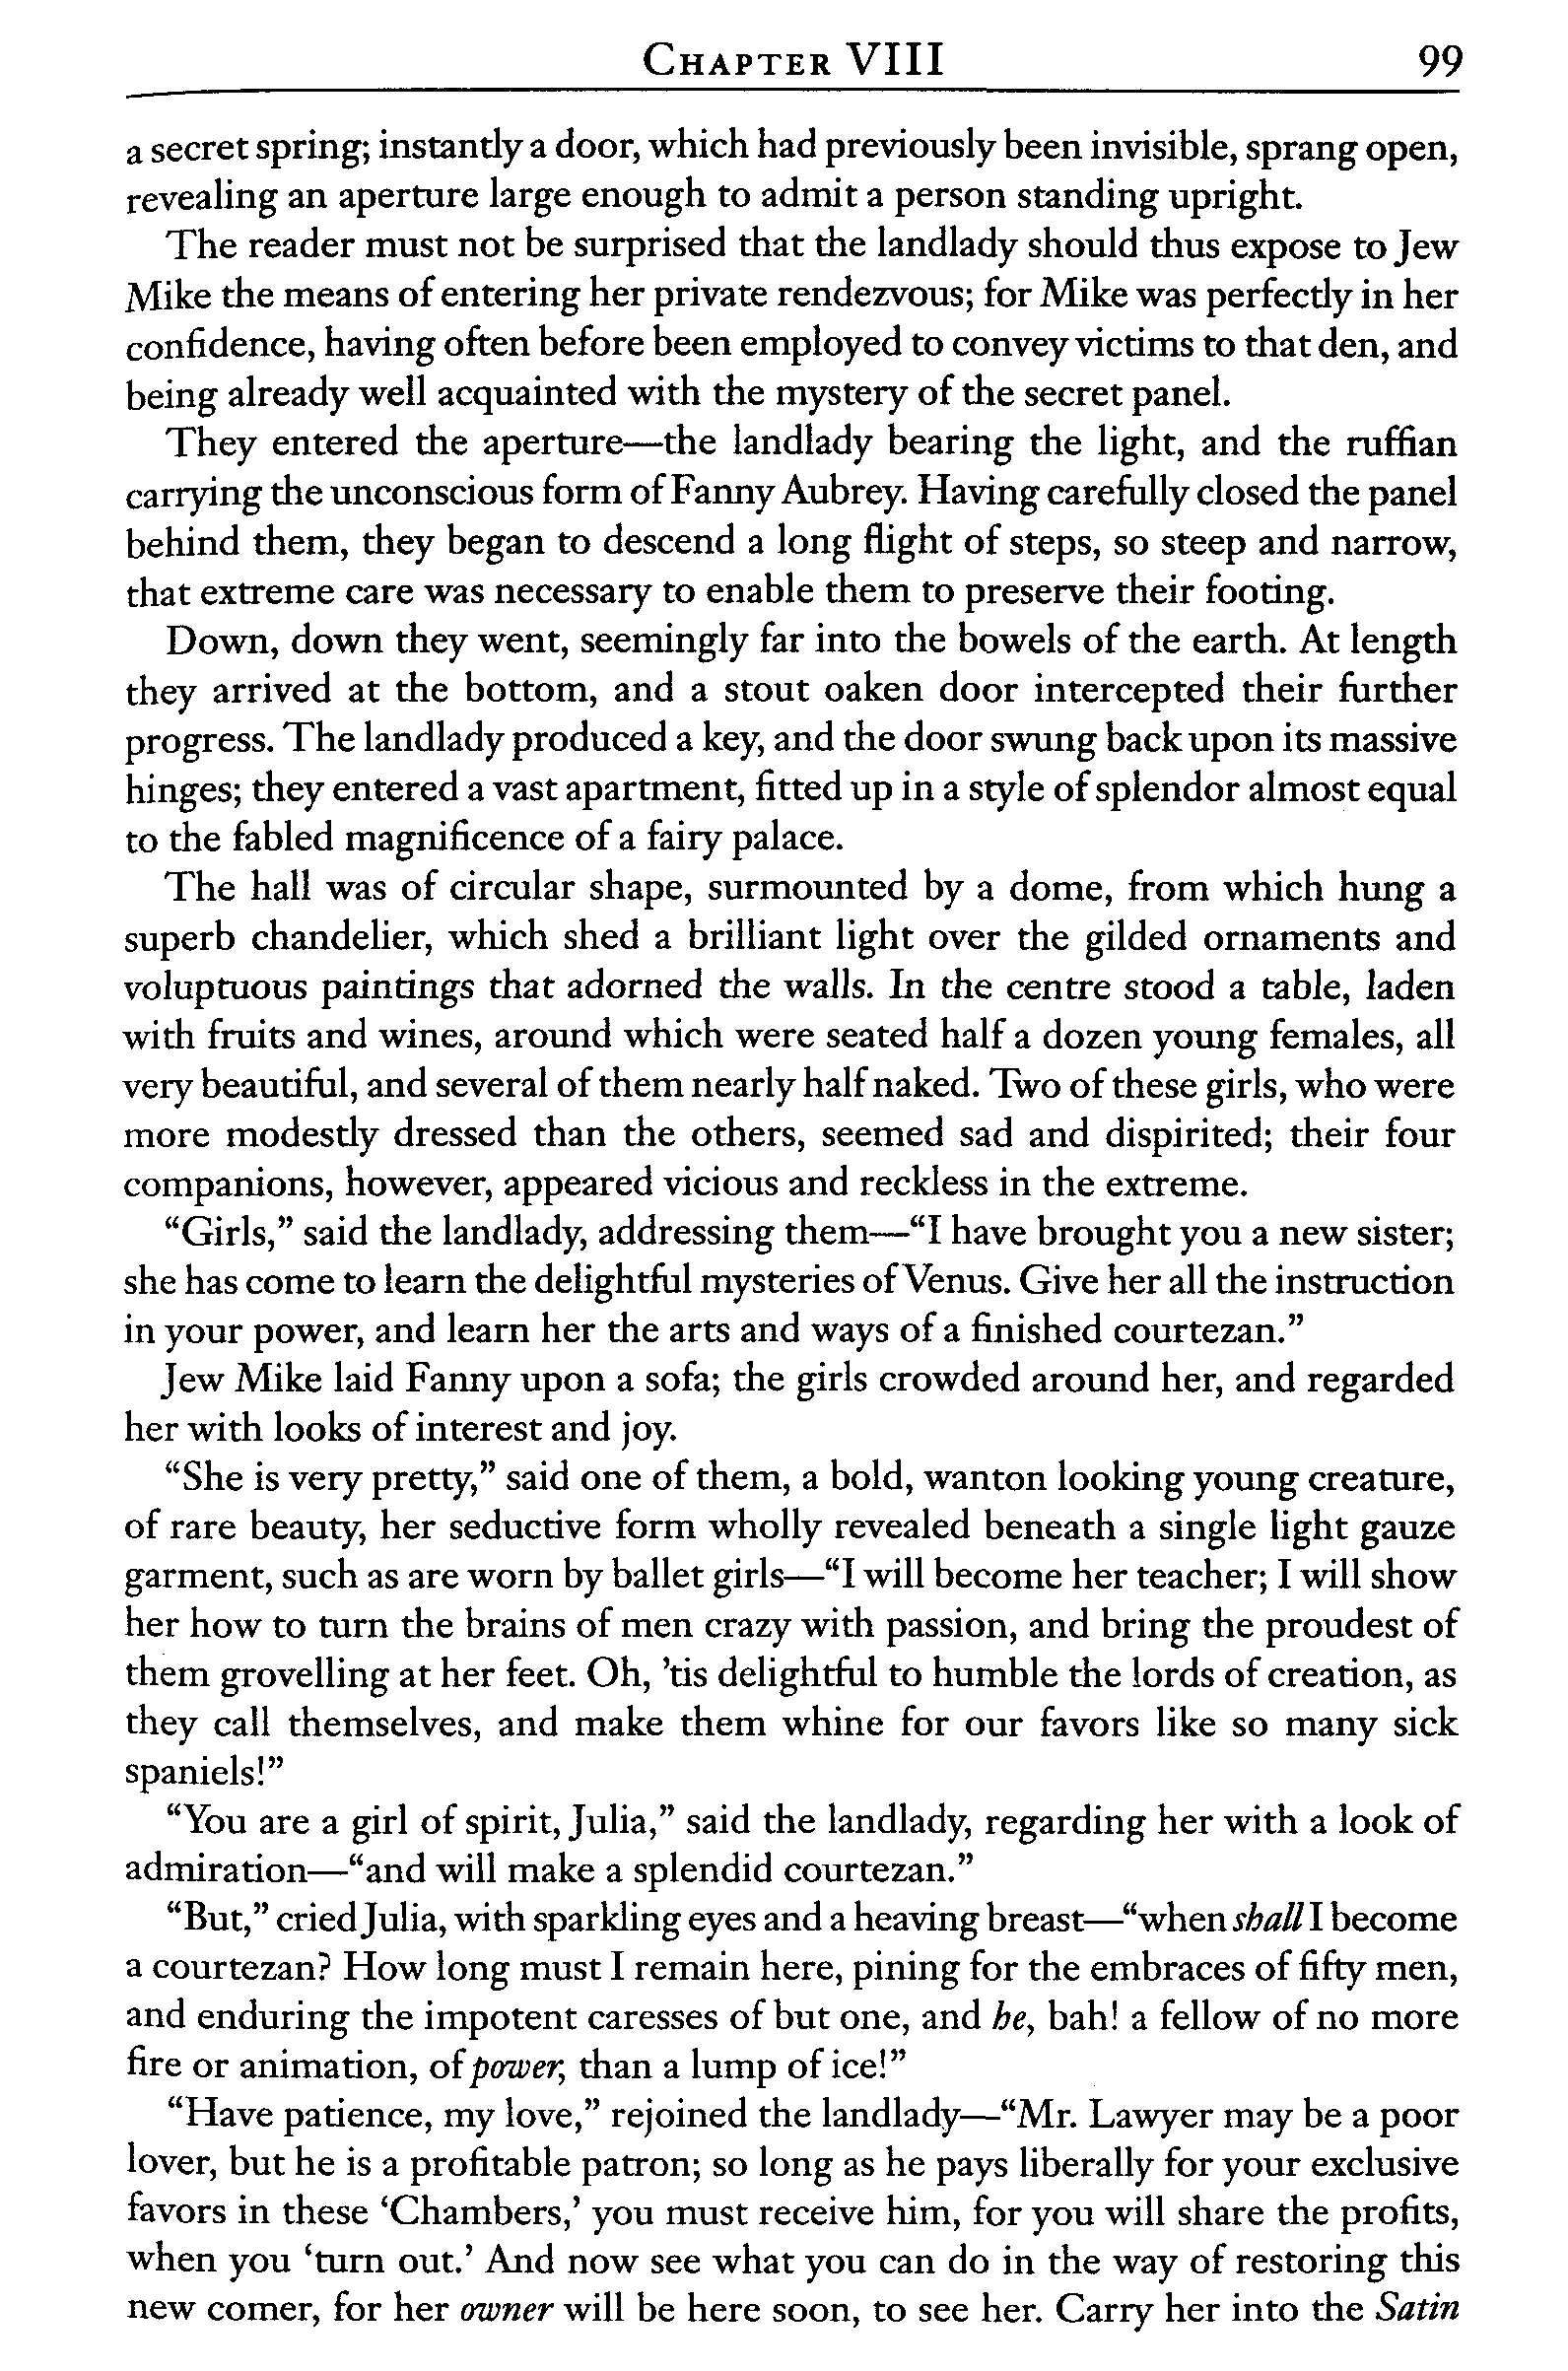 CHAPTER VIII 99
a secret spring; instantly a door, which had previously been invisible, sprang open,
revealing an aperture large enough to admit a person standing upright.
The reader must not be surprised that the landlady should thus expose to Jew
Mike the means of entering her private rendezvous; for Mike was perfectly in her
confidence, having often before been employed to convey victims to that den, and
being already well acquainted with the mystery of the secret panel.
They entered the aperture—the landlady bearing the light, and the ruffian
carrying the unconscious form of Fanny Aubrey. Having carefully closed the panel
behind them, they began to descend a long flight of steps, so steep and narrow,
that extreme care was necessary to enable them to preserve their footing.
Down, down they went, seemingly far into the bowels of the earth. At length
they arrived at the bottom, and a stout oaken door intercepted their further
progress. The landlady produced a key, and the door swung back upon its massive
hinges; they entered a vast apartment, fitted up in a style of splendor almost equal
to the fabled magnificence of a fairy palace.
The hall was of circular shape, surmounted by a dome, from which hung a
superb chandelier, which shed a brilliant light over the gilded ornaments and
voluptuous paintings that adorned the walls. In the centre stood a table, laden
with fruits and wines, around which were seated half a dozen young females, all
very beautiful, and several of them nearly half naked. Two of these girls, who were
more modestly dressed than the others, seemed sad and dispirited; their four
companions, however, appeared vicious and reckless in the extreme.
“Girls,” said the landlady, addressing them—“I have brought you a new sister;
she has come to learn the delightful mysteries of Venus. Give her all the instruction
in your power, and learn her the arts and ways of a finished courtezan.”
Jew Mike laid Fanny upon a sofa; the girls crowded around her, and regarded
her with looks of interest and joy.
“She is very pretty,” said one of them, a bold, wanton looking young creature,
of rare beauty, her seductive form wholly revealed beneath a single light gauze
garment, such as are worn by ballet girls—“I will become her teacher; I will show
her how to turn the brains of men crazy with passion, and bring the proudest of
them grovelling at her feet. Oh, ’tis delightful to humble the lords of creation, as
they call themselves, and make them whine for our favors like so many sick
spaniels!”
“You are a girl of spirit, Julia,” said the landlady, regarding her with a look of
admiration—“and will make a splendid courtezan.”
“But,” cried Julia, with sparkling eyes and a heaving breast—“when shall I become
a courtezan? How long must I remain here, pining for the embraces of fifty men,
and enduring the impotent caresses of but one, and he, bah! a fellow of no more
fire or animation, of power, than a lump of ice!”
“Have patience, my love,” rejoined the landlady—“Mr. Lawyer may be a poor
lover, but he is a profitable patron; so long as he pays liberally for your exclusive
favors in these ‘Chambers,’ you must receive him, for you will share the profits,
when you ‘turn out.’ And now see what you can do in the way of restoring this
new comer, for her owner will be here soon, to see her. Carry her into the Satin